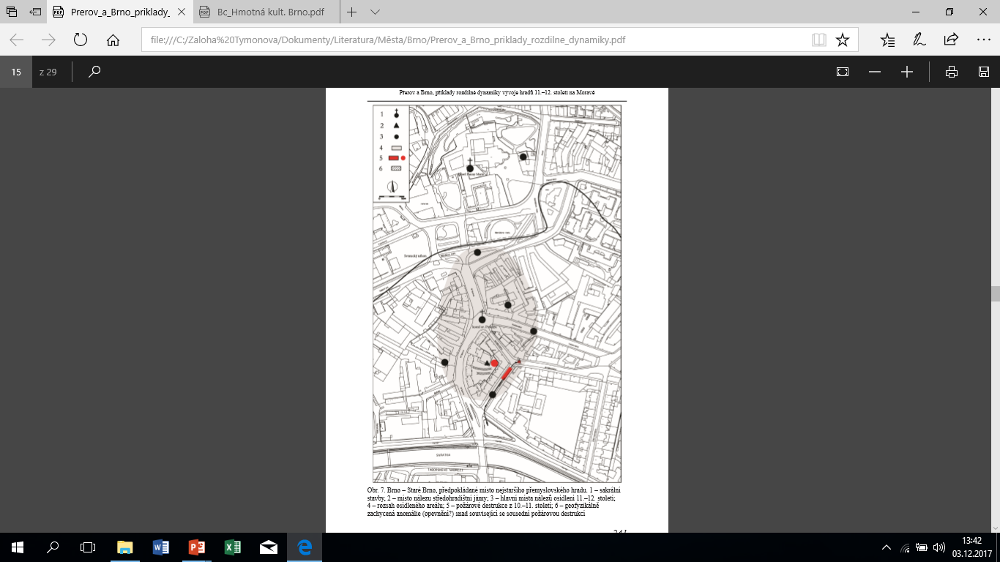 Prerov_a_Brno_priklady_
Bc_Hmotná kult. Brno.pdf
file:///C:/Zaloha%20Tymonova/Dokumenty/Literatura/Města/Brno/Prerov_a_Brno_priklady_rozdilne_dynamiky.pdf
15 z 29
Přerov a Brno, příklady rozdílné dynamiky vývoje hradů 11.–12. století na Moravě
1
2
3
4
5
6
SVRATKA
Obr. 7. Brno – Staré Brno, předpokládané místo nejstaršího přemyslovského hradu. 1 – sakrální
stavby, 2 – místo nálezu středohradištní jámy; 3 – hlavní místa nálezů osídlení 11.–12. století;
4 – rozsah osídleného areálu; 5 – požárové destrukce z 10.–11. století; 6 – geofyzikálně
zachycená anomálie (opevnění?) snad související se sousední požárovou destrukcí
13:42
03.12.2017